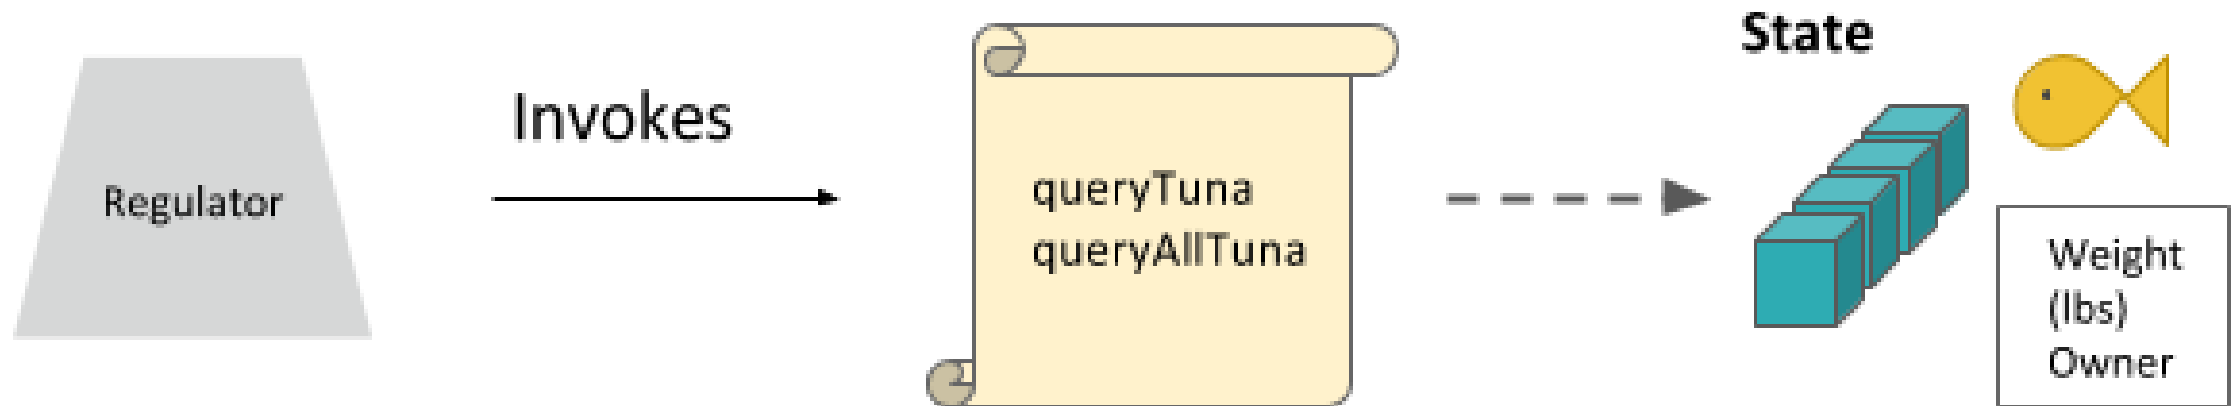 Regulator
Invokes
queryTuna
queryAllTuna
State
Weight
(lbs)
Owner